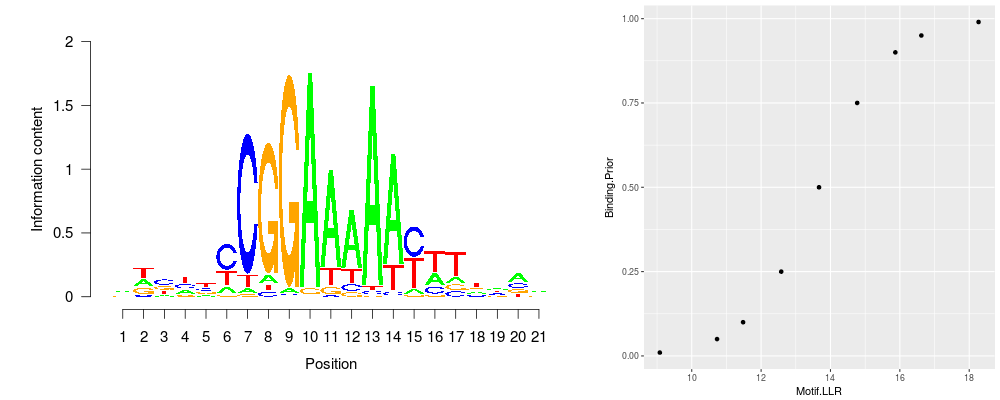 2
1.5
1
0.5
0
Information content
C C G G A A A A A C T T
1 2 3 4 5 6 7 8 9 10 11 12 13 14 15 16 17 18 19 20 21
Position
1.00
0.75
0.50
0.25
0.00
Binding.Prior
10 12 14 16 18
Motif.LLR